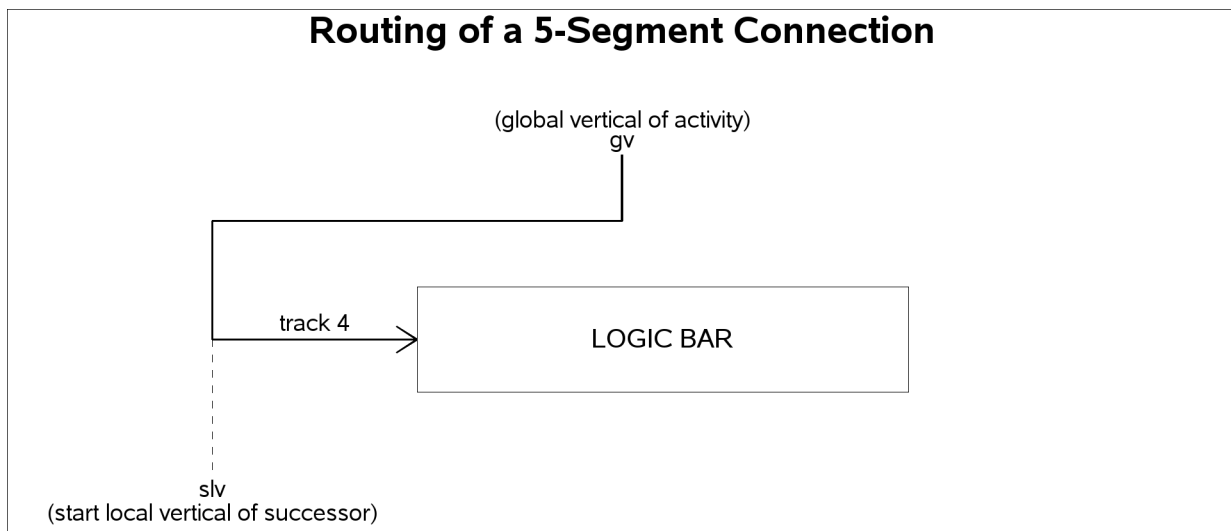 Routing of a 5-Segment Connection
(global vertical of activity)
gv
track 4
LOGIC BAR
slv
(start local vertical of successor)